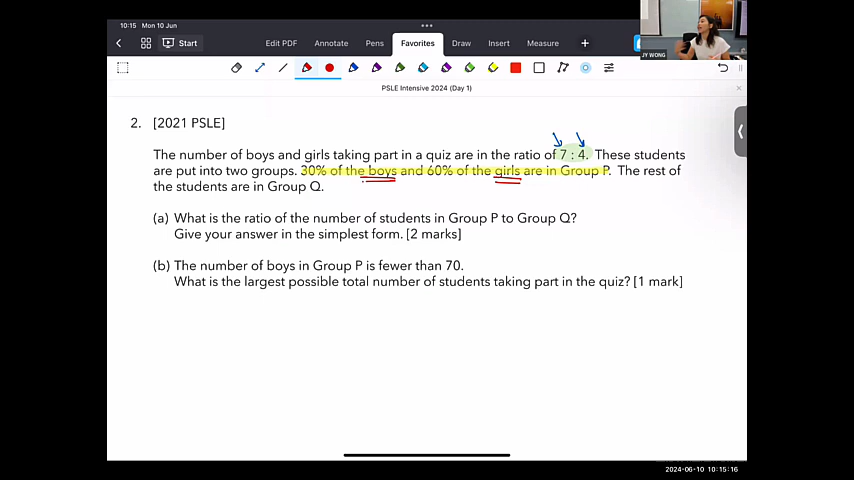 10:15 Mon 10 Jun
Start
Edit PDF
Annotate
Pens
Favorites
Draw
Insert
Measure
JY WONG
PSLE Intensive 2024 (Day 1)
2. [2021 PSLE]
The number of boys and girls taking part in a quiz are in the ratio of 7 : 4. These students
are put into two groups. 30% of the boys and 60% of the girls are in Group P. The rest of
the students are in Group Q.
(a) What is the ratio of the number of students in Group P to Group Q?
Give your answer in the simplest form. [2 marks]
(b) The number of boys in Group P is fewer than 70.
What is the largest possible total number of students taking part in the quiz? [1 mark]
2024-06-10 10:15:16